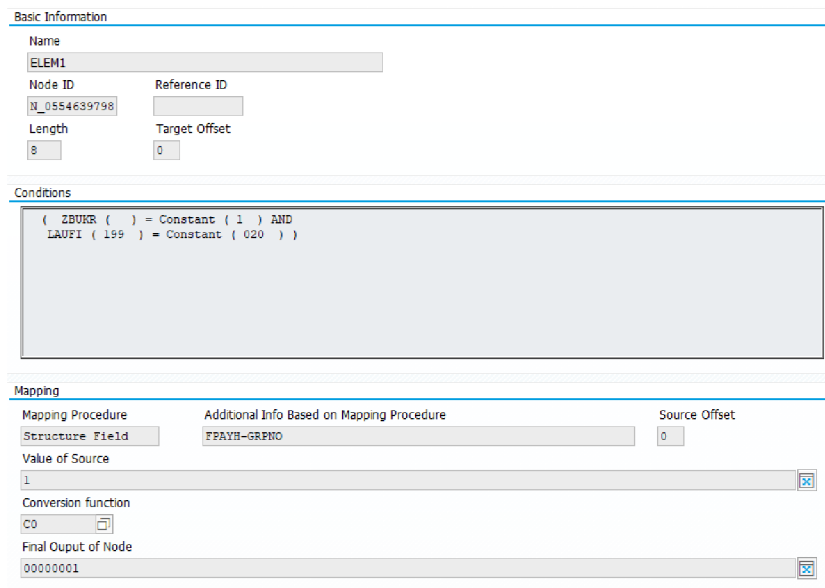 Basic Information
Name
ELEM1
Node ID Reference ID
N_0554639798
Length Target Offset
8 0
Conditions
( ZBUKR ( ) = Constant ( 1 ) AND
LAUFI ( 199 ) = Constant ( 020 ) )
Mapping
Mapping Procedure Additional Info Based on Mapping Procedure Source Offset
Structure Field FPAYH-GRPNO 0
Value of Source
1
Conversion function
C0
Final Ouput of Node
00000001